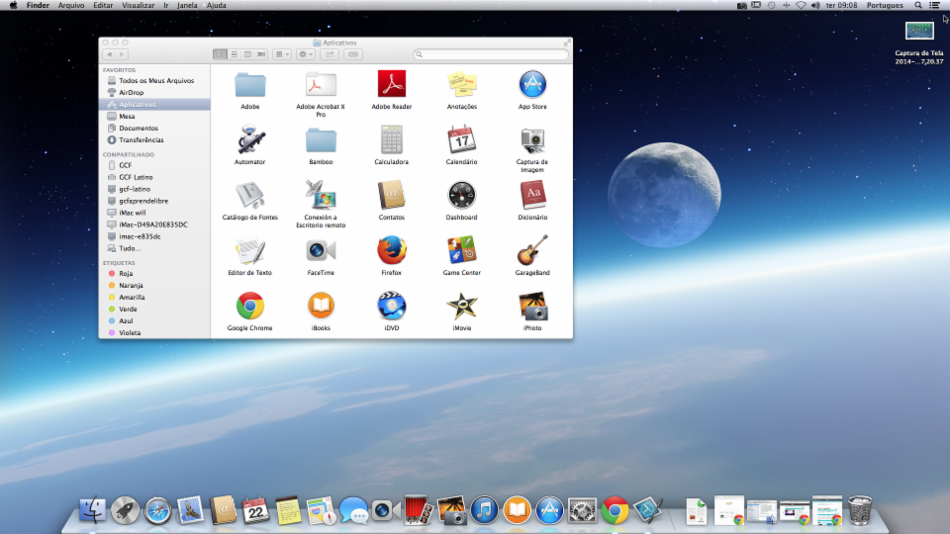 Finder Arquivo Editar Visualizar Ir Janela Ajuda
ter 09:08 Portugues
Captura de Tela
2014-...7,20.37
Aplicativos
FAVORITOS
Todos os Meus Arquivos
AirDrop
Aplicativos
Mesa
Documentos
Transferências
COMPARTILHADO
GCF
GCF Latino
gcf-latino
gcfaprendelibre
iMac will
iMac-D49A20E835DC
imac-e835dc
Tudo...
ETIQUETAS
Roja
Naranja
Amarilla
Verde
Azul
Violeta
Adobe
Adobe Acrobat X
Pro
Adobe Reader
Anotações
App Store
Automator
Bamboo
Calculadora
17
Calendário
Captura de
Imagem
Catálogo de Fontes
Conexión a
Escritorio remoto
Contatos
Dashboard
Aa
Dicionário
Editor de Texto
FaceTime
Firefox
Game Center
GarageBand
Google Chrome
iBooks
iDVD
iMovie
iPhoto
22